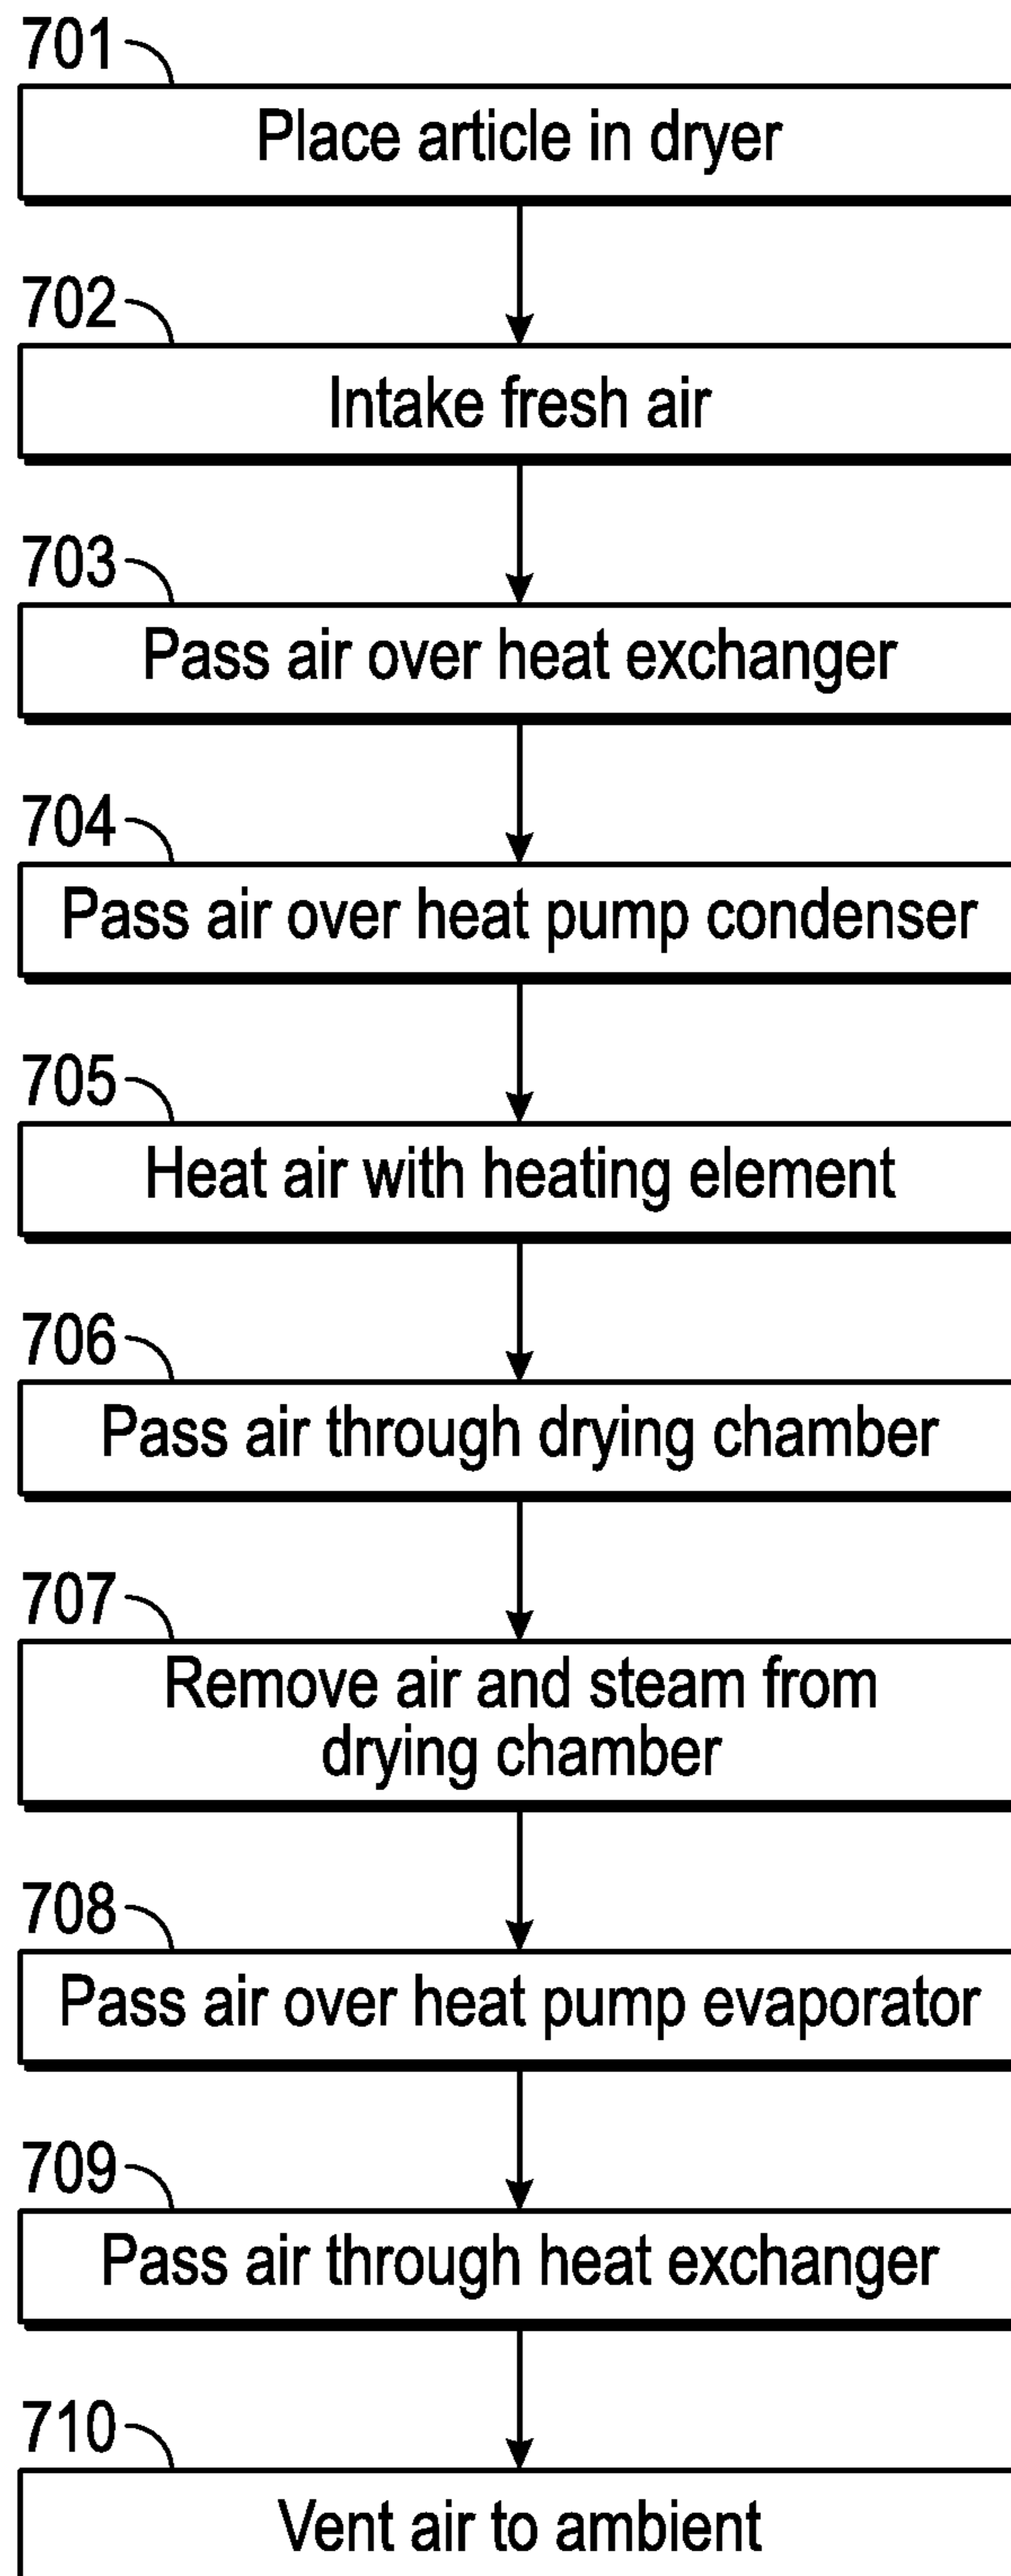 701
Place article in dryer
702
Intake fresh air
703
Pass air over heat exchanger
704
Pass air over heat pump condenser
705
Heat air with heating element
706
Pass air through drying chamber
707
Remove air and steam from
drying chamber
708
Pass air over heat pump evaporator
709
Pass air through heat exchanger
710
Vent air to ambient